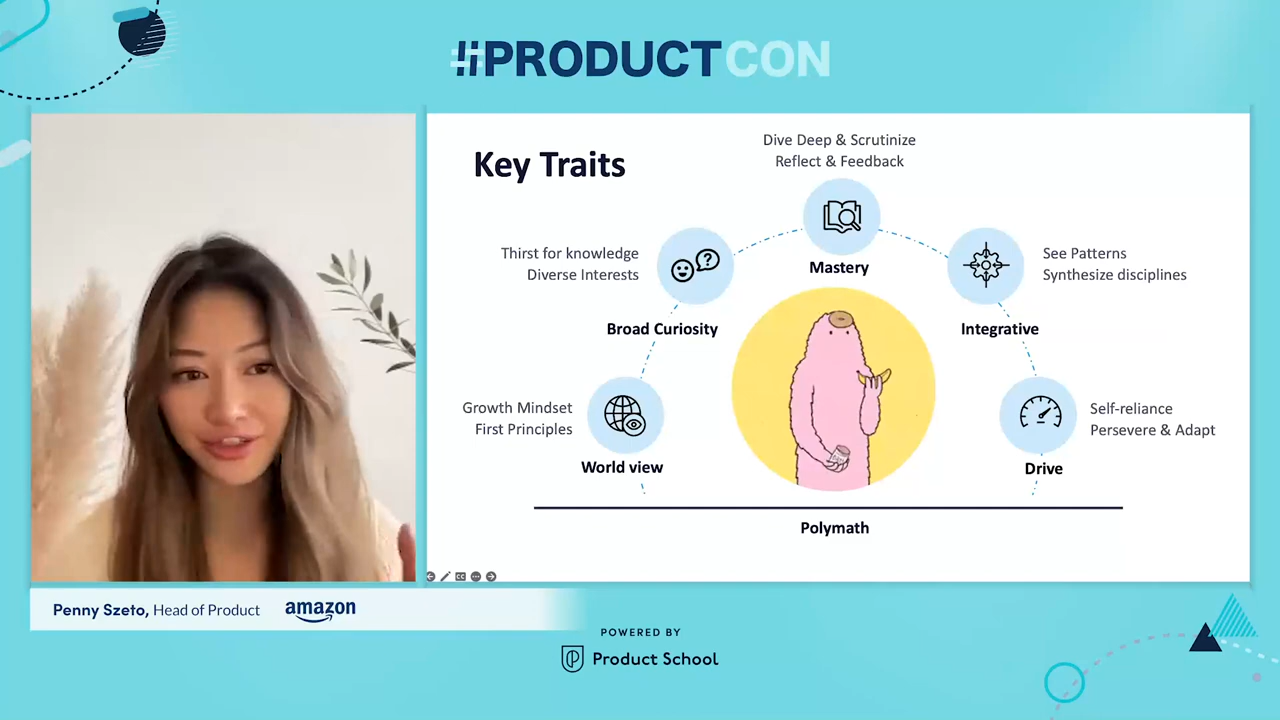 #PRODUCTCON
Key Traits
Dive Deep & Scrutinize
Reflect & Feedback
Mastery
Thirst for knowledge
Diverse Interests
Broad Curiosity
See Patterns
Synthesize disciplines
Integrative
Growth Mindset
First Principles
World view
Self-reliance
Persevere & Adapt
Drive
Polymath
Penny Szeto, Head of Product
amazon
POWERED BY
Product School